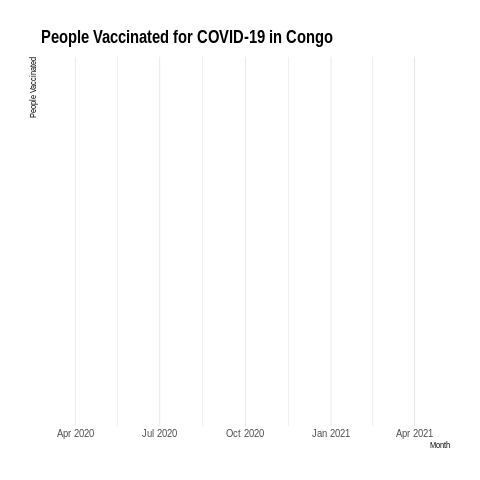 People Vaccinated for COVID-19 in Congo
People Vaccinated
Apr 2020
Jul 2020
Oct 2020
Jan 2021
Apr 2021
Month